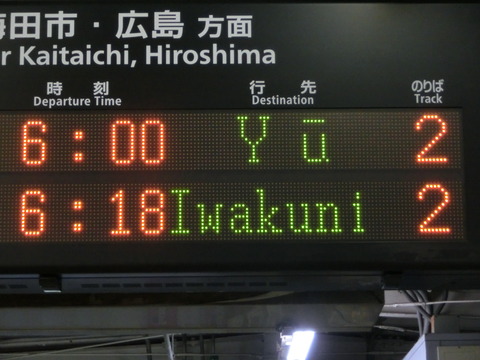 海田市・広島 方面
r Kaitaichi, Hiroshima
時刻 行先 のりば
Departure Time Destination Track
6:00 Yū 2
6:18 Iwakuni 2